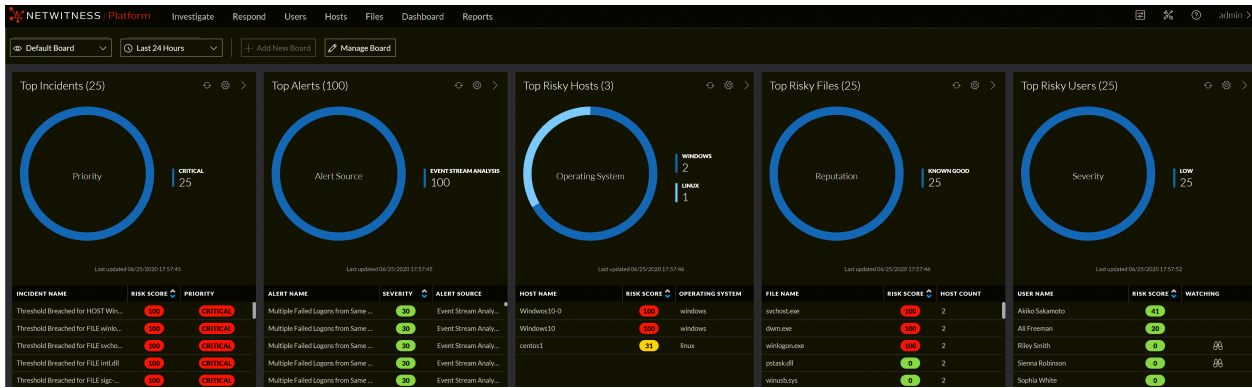 NETWITNESS Platform Investigate Respond Users Hosts Files Dashboard Reports admin
Default Board Last 24 Hours + Add New Board Manage Board
Top Incidents (25)
Priority
CRITICAL
25
Last updated 06/25/2020 17:57:45
INCIDENT NAME RISK SCORE PRIORITY
Threshold Breached for HOST Win... 100 CRITICAL
Threshold Breached for FILE winlo... 100 CRITICAL
Threshold Breached for FILE svcho... 100 CRITICAL
Threshold Breached for FILE intl.dll 100 CRITICAL
Threshold Breached for FILE sigc-... 100 CRITICAL
Top Alerts (100)
Alert Source
EVENT STREAM ANALYSIS
100
Last updated 06/25/2020 17:57:45
ALERT NAME SEVERITY ALERT SOURCE
Multiple Failed Logons from Same ... 30 Event Stream Analy...
Multiple Failed Logons from Same ... 30 Event Stream Analy...
Multiple Failed Logons from Same ... 30 Event Stream Analy...
Multiple Failed Logons from Same ... 30 Event Stream Analy...
Multiple Failed Logons from Same ... 30 Event Stream Analy...
Top Risky Hosts (3)
Operating System
WINDOWS
2
LINUX
1
Last updated 06/25/2020 17:57:46
HOST NAME RISK SCORE OPERATING SYSTEM
Windwos10-0 100 windows
Windows10 100 windows
centos1 31 linux
Top Risky Files (25)
Reputation
KNOWN GOOD
25
Last updated 06/25/2020 17:57:46
FILE NAME RISK SCORE HOST COUNT
svchost.exe 100 2
dwm.exe 100 2
winlogon.exe 100 2
pstask.dll 0 2
winusb.sys 0 2
Top Risky Users (25)
Severity
LOW
25
Last updated 06/25/2020 17:57:52
USER NAME RISK SCORE WATCHING
Akiko Sakamoto 41
Ali Freeman 20
Riley Smith 0
Sienna Robinson 0
Sophia White 0